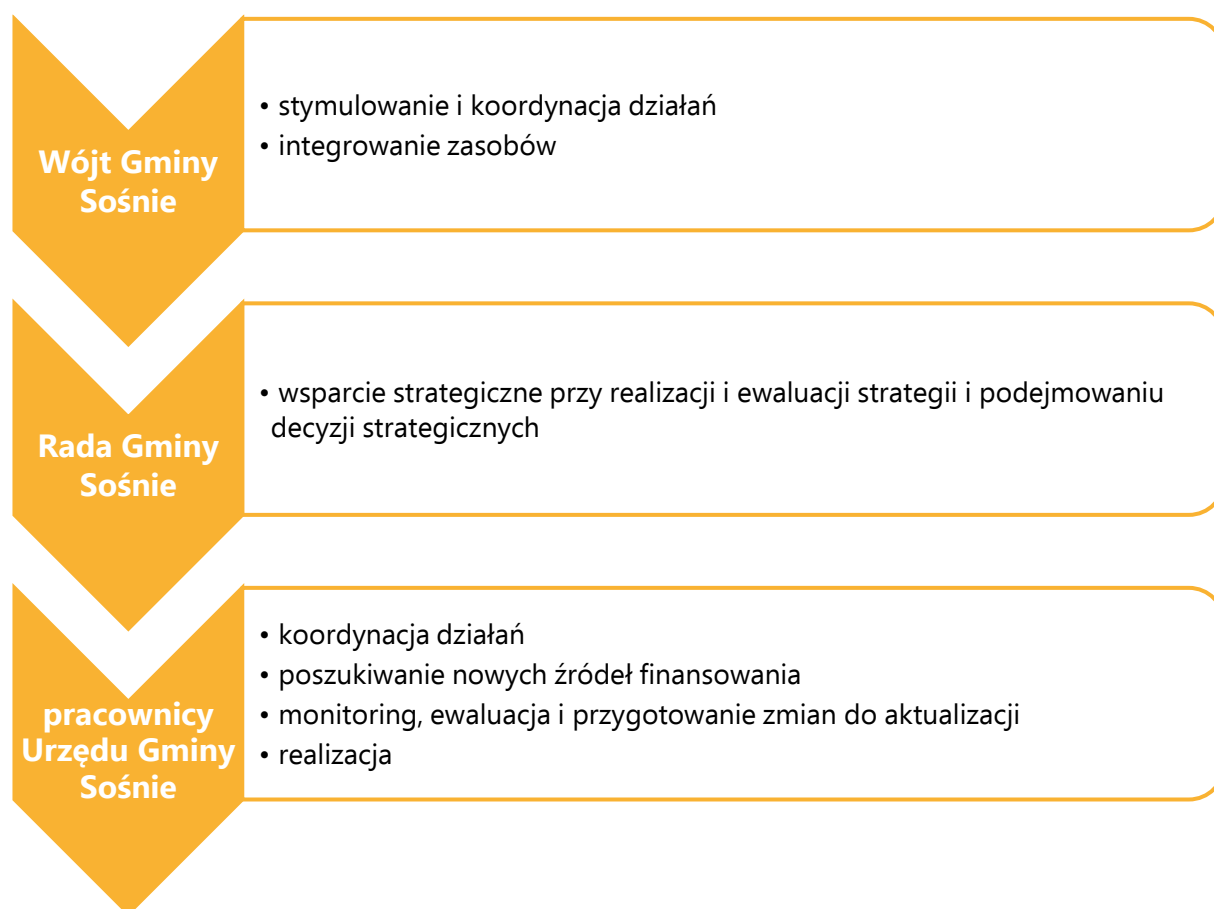 Wójt Gminy
Sośnie
• stymulowanie i koordynacja działań
• integrowanie zasobów
Rada Gminy
Sośnie
• wsparcie strategiczne przy realizacji i ewaluacji strategii i podejmowaniu
decyzji strategicznych
pracownicy
Urzędu Gminy
Sośnie
• koordynacja działań
• poszukiwanie nowych źródeł finansowania
• monitoring, ewaluacja i przygotowanie zmian do aktualizacji
• realizacja